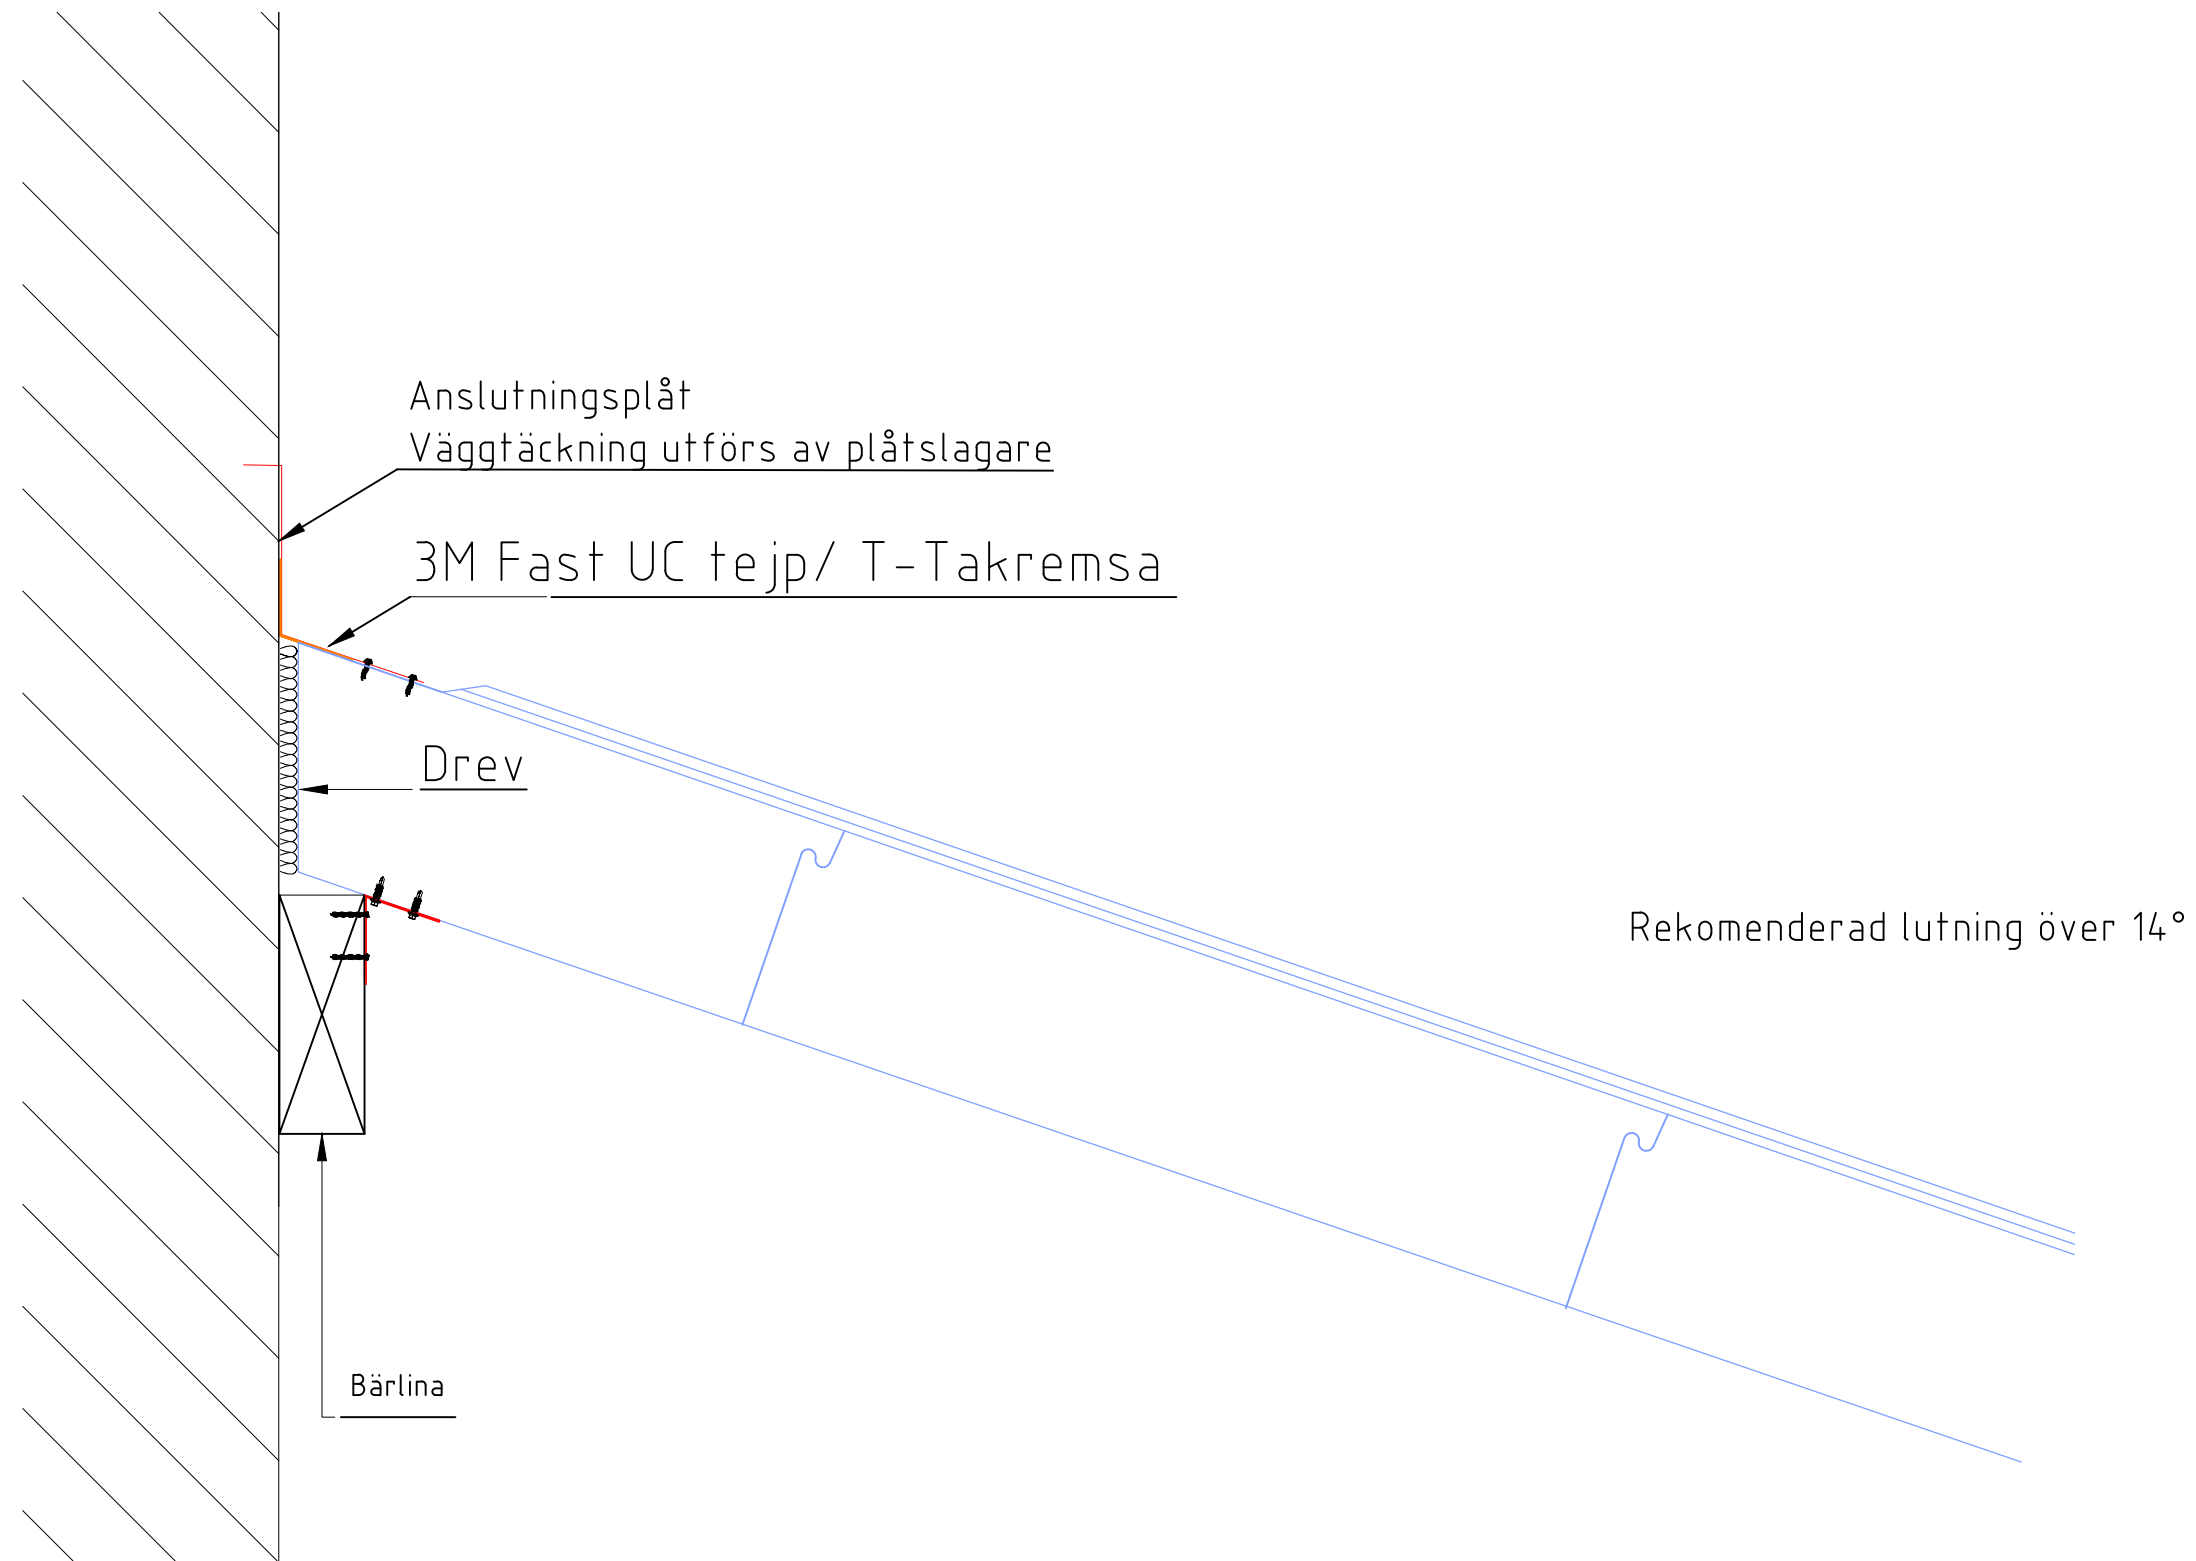 Anslutningsplåt
Väggtäckning utförs av plåtslagare
3M Fast UC tejp/ T-Takremsa
Drev
Rekomenderad lutning över 14°
Bärlina